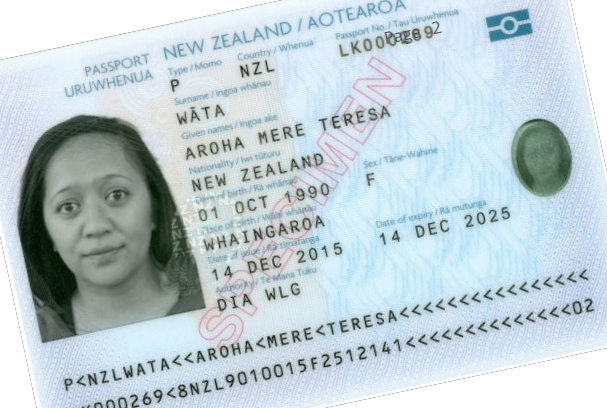 PASSPORT
URUWHENUA
NEW ZEALAND / AOTEAROA
Type / Momo Country / Whenua Passport No. / Tau Uruwhenua
P NZL
Page 2
Surname / Ingoa whānau
WĀTA
Given names / Ingoa ake
AROHA MERE TERESA
Nationality / Iwi tūturu
NEW ZEALAND
Date of birth / Rā whānau Sex / Tāne-Wahine
01 OCT 1990 F
Place of birth / Wāhi whānau
WHAINGAROA
Date of issue / Rā tīmatanga Date of expiry / Rā mutunga
14 DEC 2015 14 DEC 2025
Authority / Te Mana Tuku
DIA WLG
SPECIMEN
P<NZLWATA<<AROHA<MERE<TERESA<<<<<<<<<<<<<<<<
000269<8NZL9010015F2512141<<<<<<<<<<<<<<02